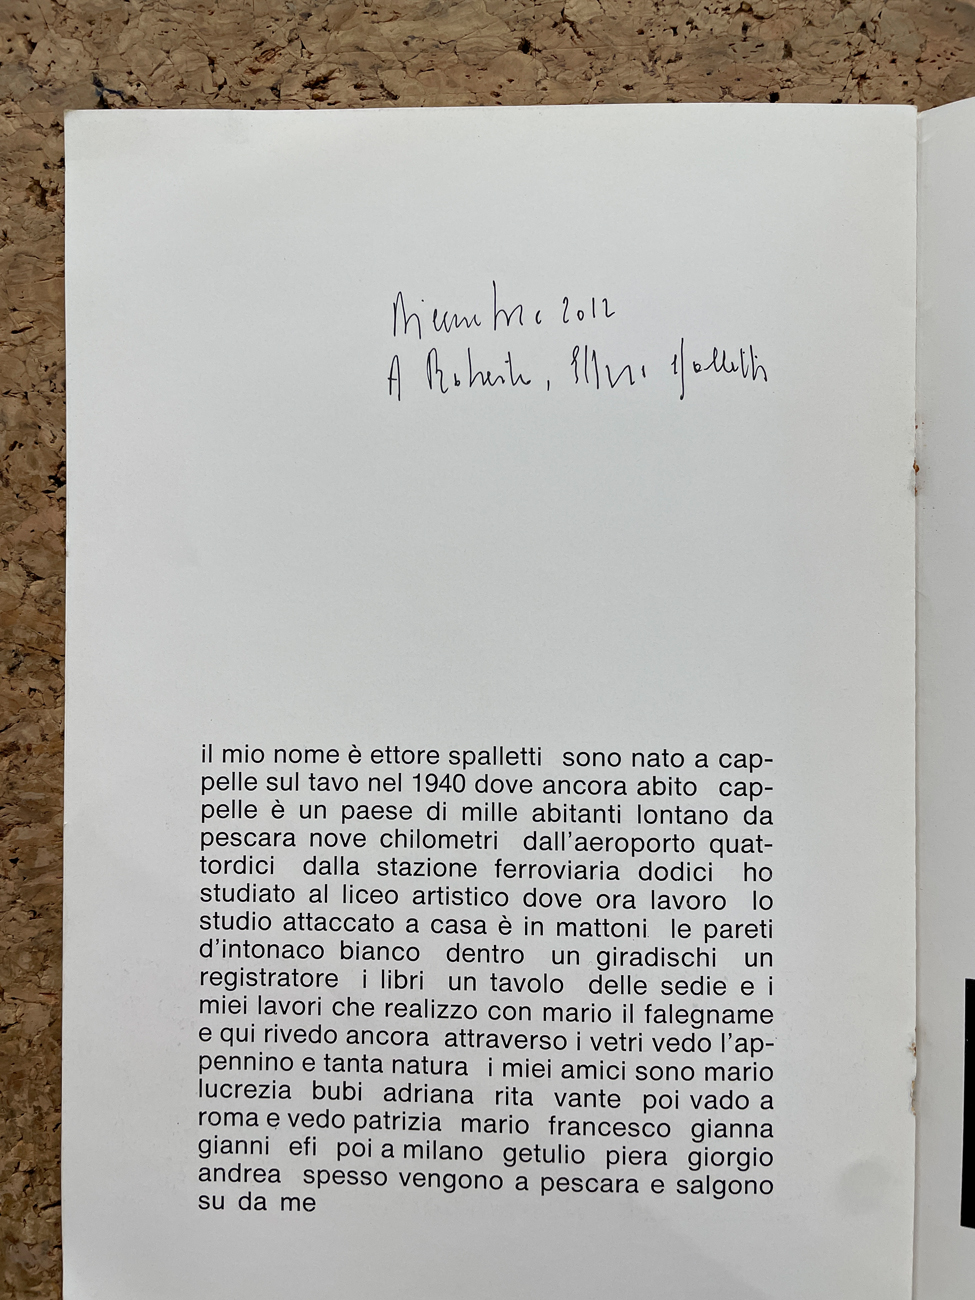 Dicembre 2012
A Roberto, Ettore Spalletti
il mio nome è ettore spalletti  sono nato a cap-
pelle sul tavo nel 1940 dove ancora abito  cap-
pelle è un paese di mille abitanti lontano da
pescara nove chilometri  dall'aeroporto quat-
tordici  dalla stazione ferroviaria dodici  ho
studiato al liceo artistico dove ora lavoro  lo
studio attaccato a casa è in mattoni  le pareti
d'intonaco bianco  dentro  un giradischi  un
registratore  i libri  un tavolo  delle sedie e i
miei lavori che realizzo con mario il falegname
e qui rivedo ancora  attraverso i vetri vedo l'ap-
pennino e tanta natura  i miei amici sono mario
lucrezia  bubi  adriana  rita  vante  poi vado a
roma e vedo patrizia  mario  francesco  gianna
gianni  efi  poi a milano  getulio  piera  giorgio
andrea  spesso vengono a pescara e salgono
su da me